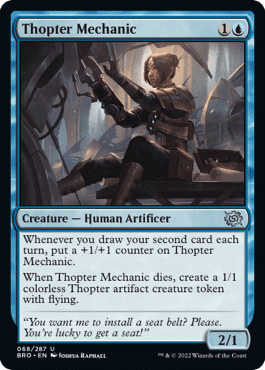 Thopter Mechanic 1
Creature — Human Artificer
Whenever you draw your second card each
turn, put a +1/+1 counter on Thopter
Mechanic.
When Thopter Mechanic dies, create a 1/1
colorless Thopter artifact creature token
with flying.
“You want me to install a seat belt? Please.
You’re lucky to get a seat!”
2/1
068/287 U
BRO • EN JOSHUA RAPHAEL
™ & © 2022 Wizards of the Coast